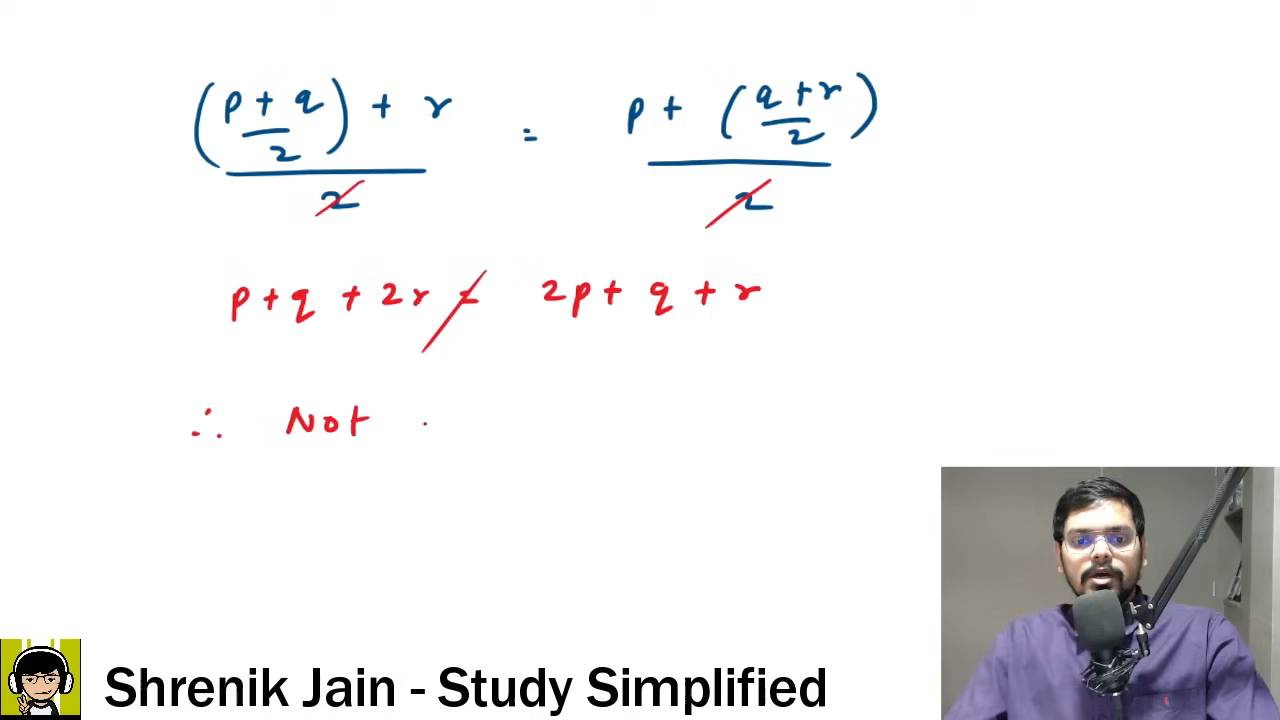 (p + q / 2) + r / 2 = p + (q + r / 2) / 2
p + q + 2r = 2p + q + r
∴ Not
Shrenik Jain - Study Simplified